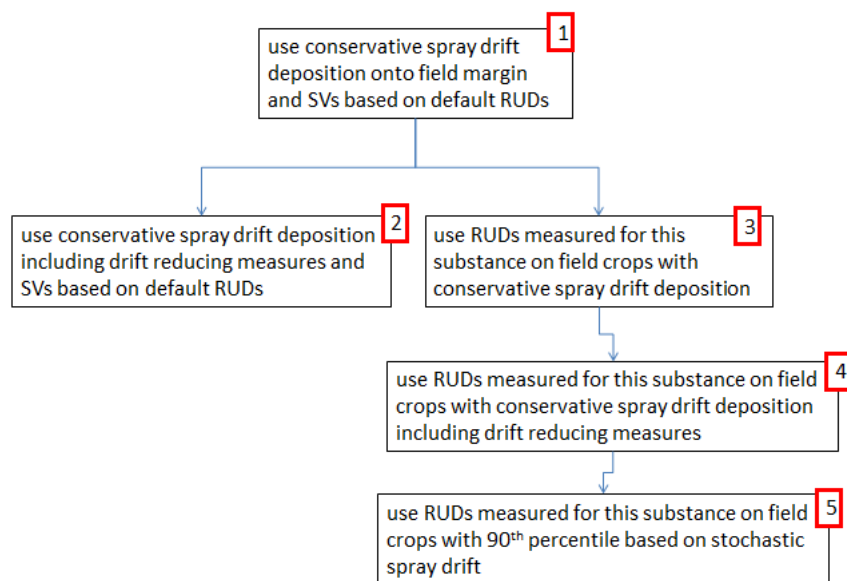 1
use conservative spray drift
deposition onto field margin
and SVs based on default RUDs
2
use conservative spray drift deposition
including drift reducing measures and
SVs based on default RUDs
3
use RUDs measured for this
substance on field crops with
conservative spray drift deposition
4
use RUDs measured for this substance on field
crops with conservative spray drift deposition
including drift reducing measures
5
use RUDs measured for this substance on field
crops with 90th percentile based on stochastic
spray drift